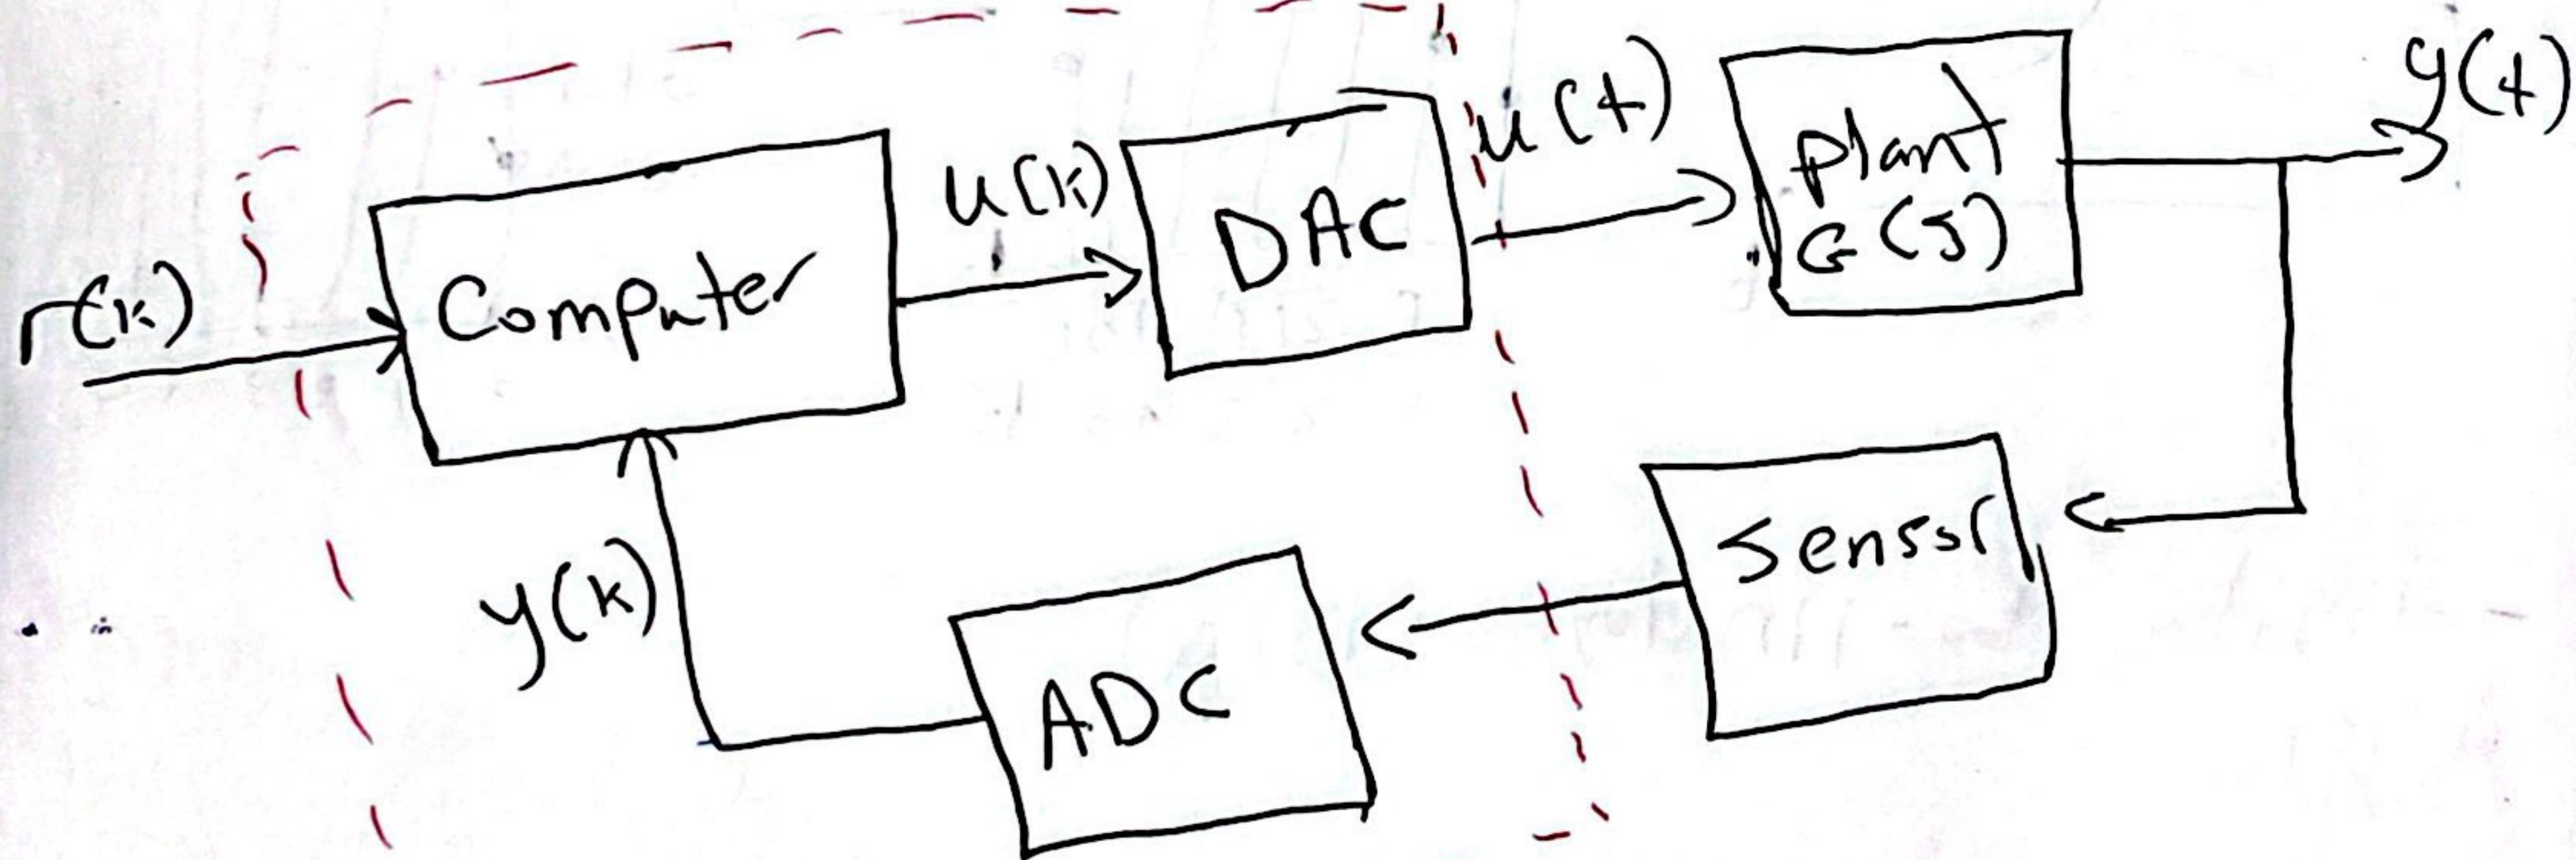 r(k)
Computer
u(k)
DAC
u(t)
plant
G(s)
y(t)
Sensor
ADC
y(k)